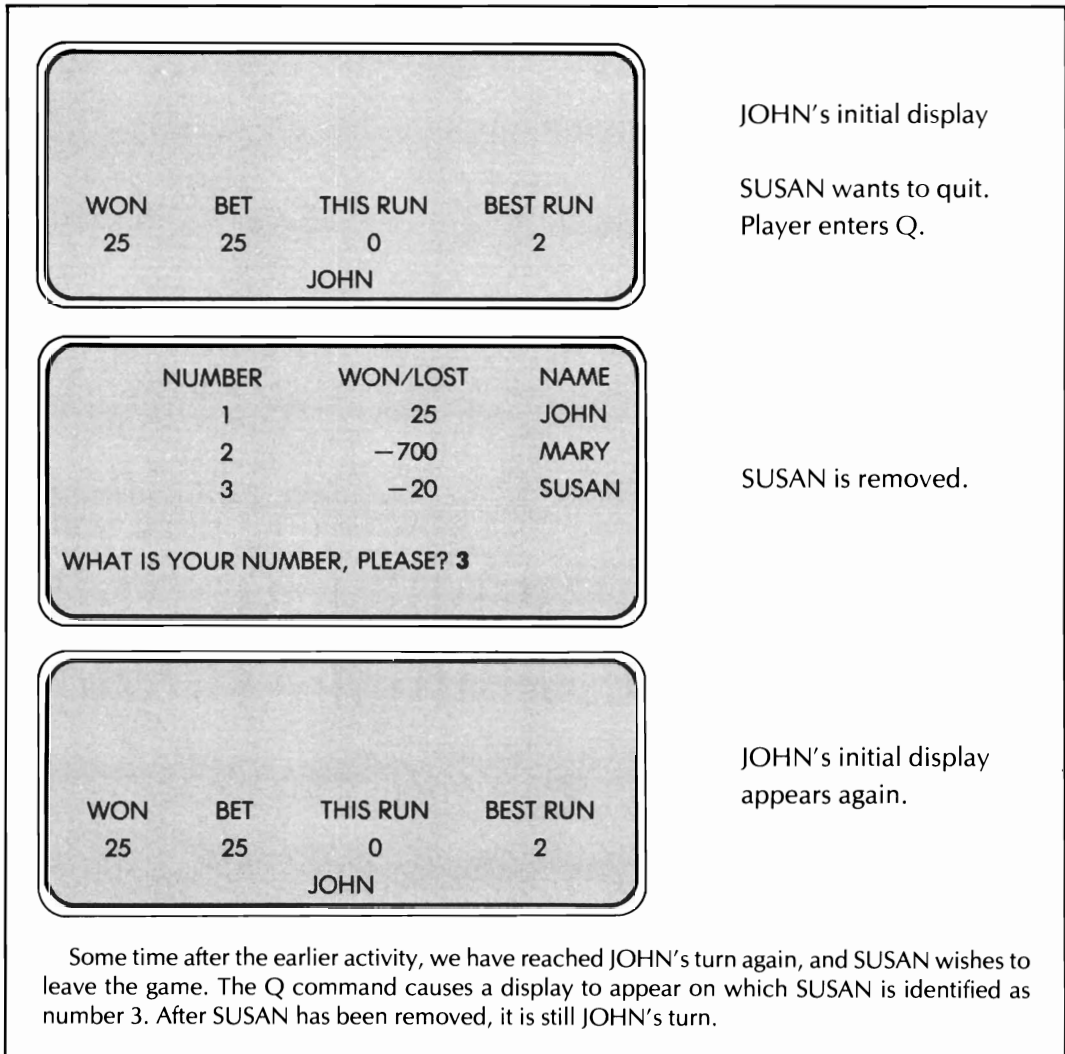 WON BET THIS RUN BEST RUN
25 25 0 2
JOHN
JOHN's initial display
SUSAN wants to quit.
Player enters Q.
NUMBER WON/LOST NAME
1 25 JOHN
2 −700 MARY
3 −20 SUSAN
WHAT IS YOUR NUMBER, PLEASE? 3
SUSAN is removed.
WON BET THIS RUN BEST RUN
25 25 0 2
JOHN
JOHN's initial display
appears again.
Some time after the earlier activity, we have reached JOHN's turn again, and SUSAN wishes to
leave the game. The Q command causes a display to appear on which SUSAN is identified as
number 3. After SUSAN has been removed, it is still JOHN's turn.